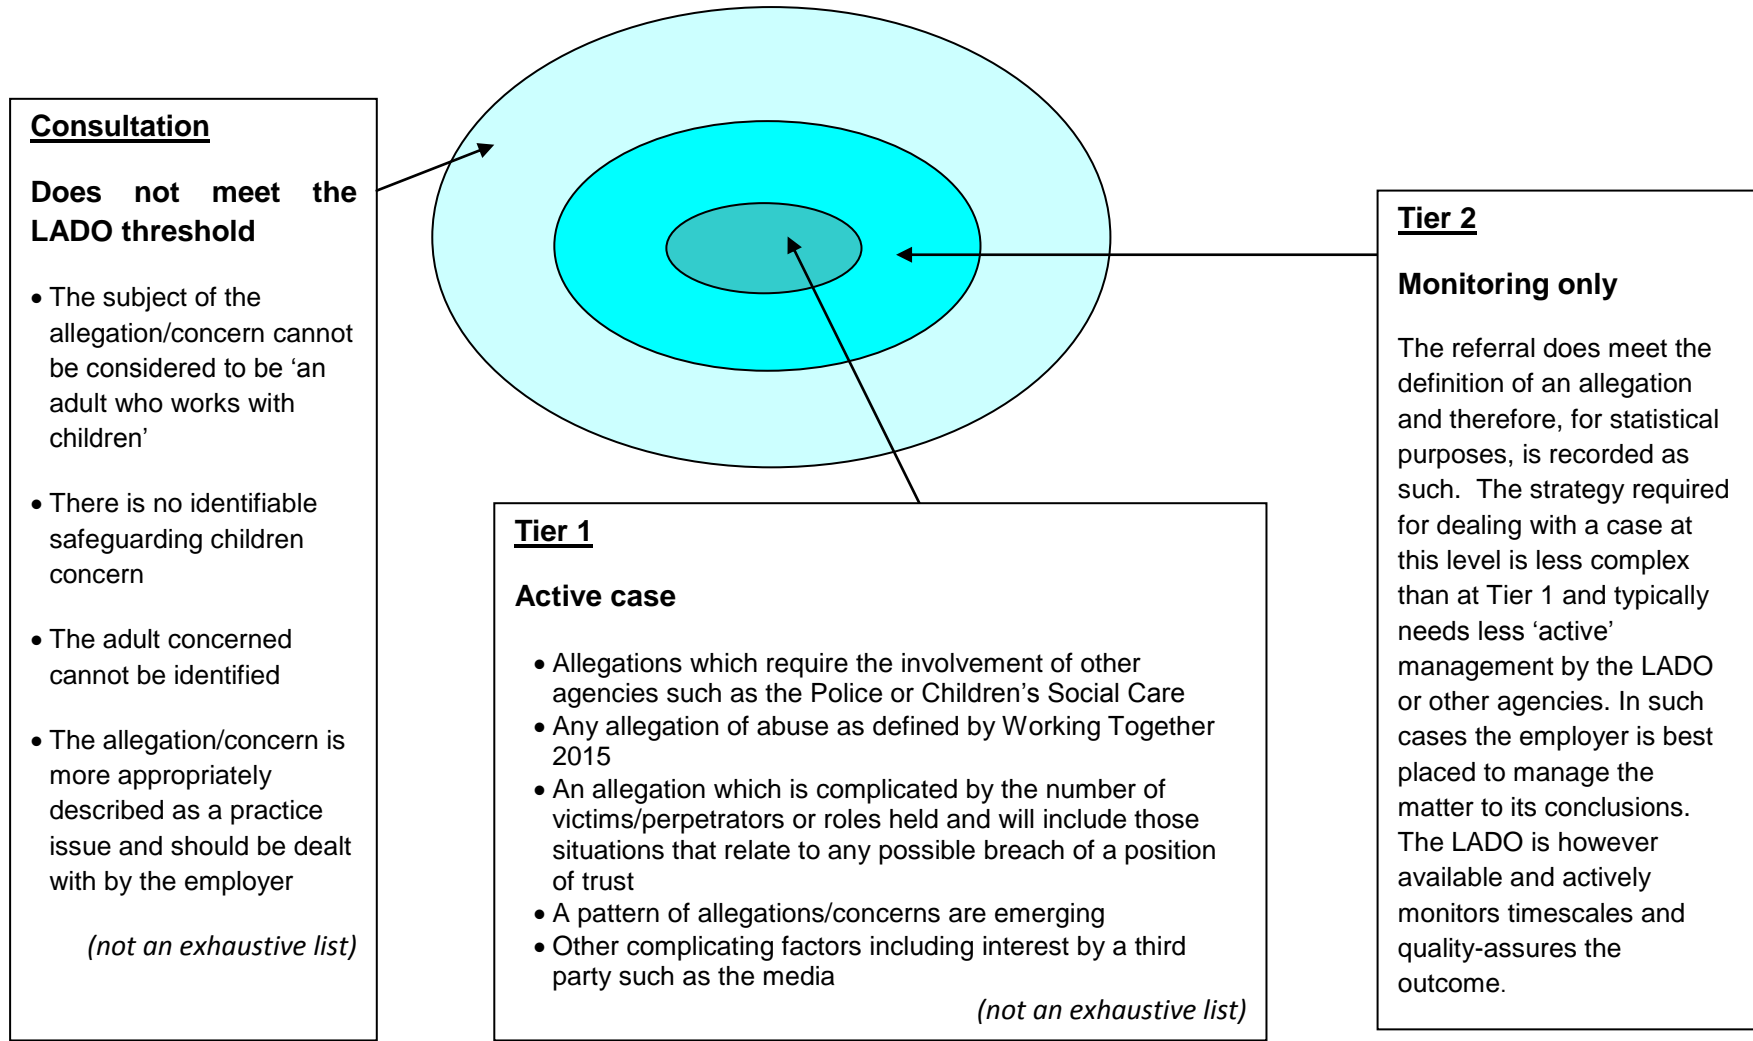 Consultation
Does not meet the
LADO threshold
• The subject of the
allegation/concern cannot
be considered to be ‘an
adult who works with
children’
• There is no identifiable
safeguarding children
concern
• The adult concerned
cannot be identified
• The allegation/concern is
more appropriately
described as a practice
issue and should be dealt
with by the employer
(not an exhaustive list)
Tier 1
Active case
• Allegations which require the involvement of other
agencies such as the Police or Children’s Social Care
• Any allegation of abuse as defined by Working Together
2015
• An allegation which is complicated by the number of
victims/perpetrators or roles held and will include those
situations that relate to any possible breach of a position
of trust
• A pattern of allegations/concerns are emerging
• Other complicating factors including interest by a third
party such as the media
(not an exhaustive list)
Tier 2
Monitoring only
The referral does meet the
definition of an allegation
and therefore, for statistical
purposes, is recorded as
such.  The strategy required
for dealing with a case at
this level is less complex
than at Tier 1 and typically
needs less ‘active’
management by the LADO
or other agencies. In such
cases the employer is best
placed to manage the
matter to its conclusions.
The LADO is however
available and actively
monitors timescales and
quality-assures the
outcome.